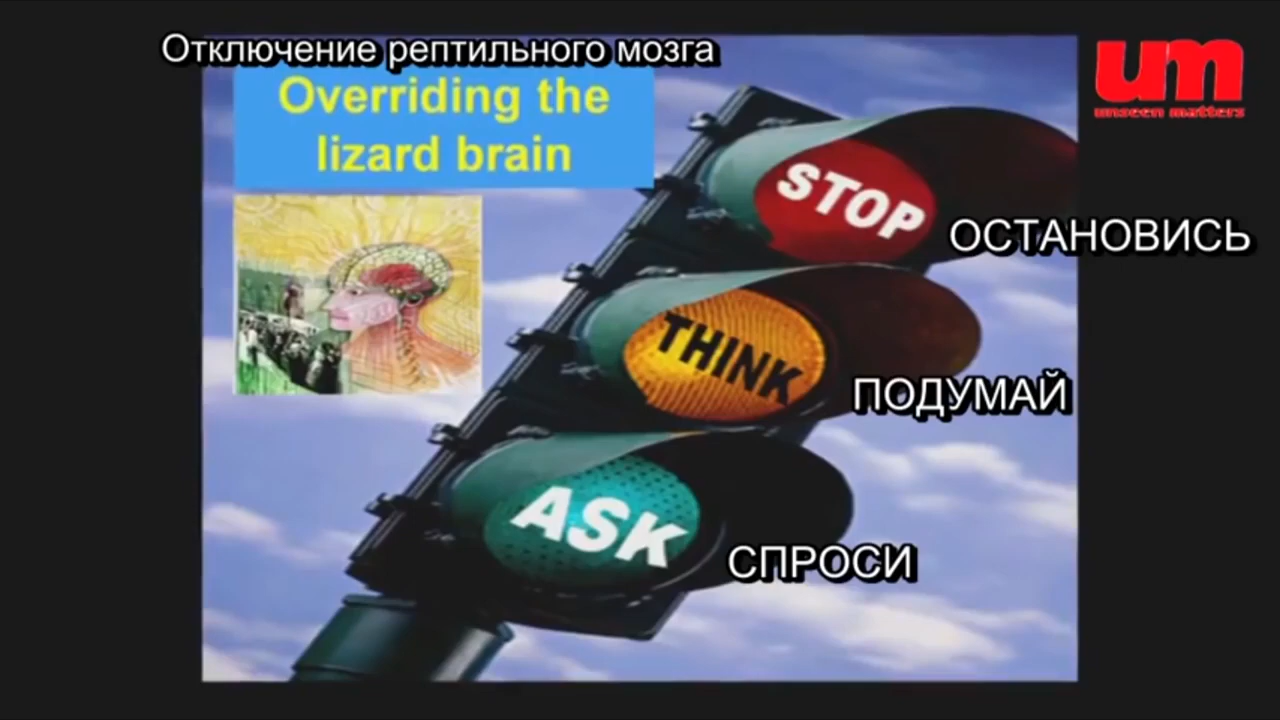 Отключение рептильного мозга
Overriding the
lizard brain
um
unseen matters
STOP
ОСТАНОВИСЬ
THINK
ПОДУМАЙ
ASK
СПРОСИ